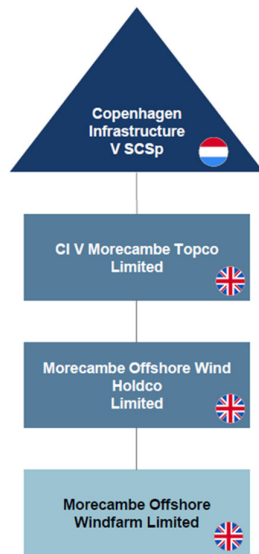 Copenhagen
Infrastructure
V SCSp
CI V Morecambe Topco
Limited
Morecambe Offshore Wind
Holdco
Limited
Morecambe Offshore
Windfarm Limited